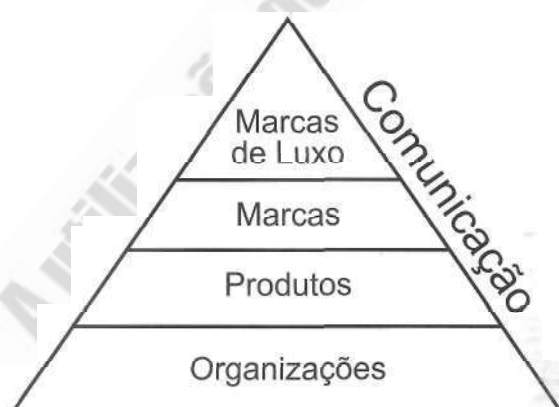 Marcas
de Luxo
Comunicação
Marcas
Produtos
Organizações